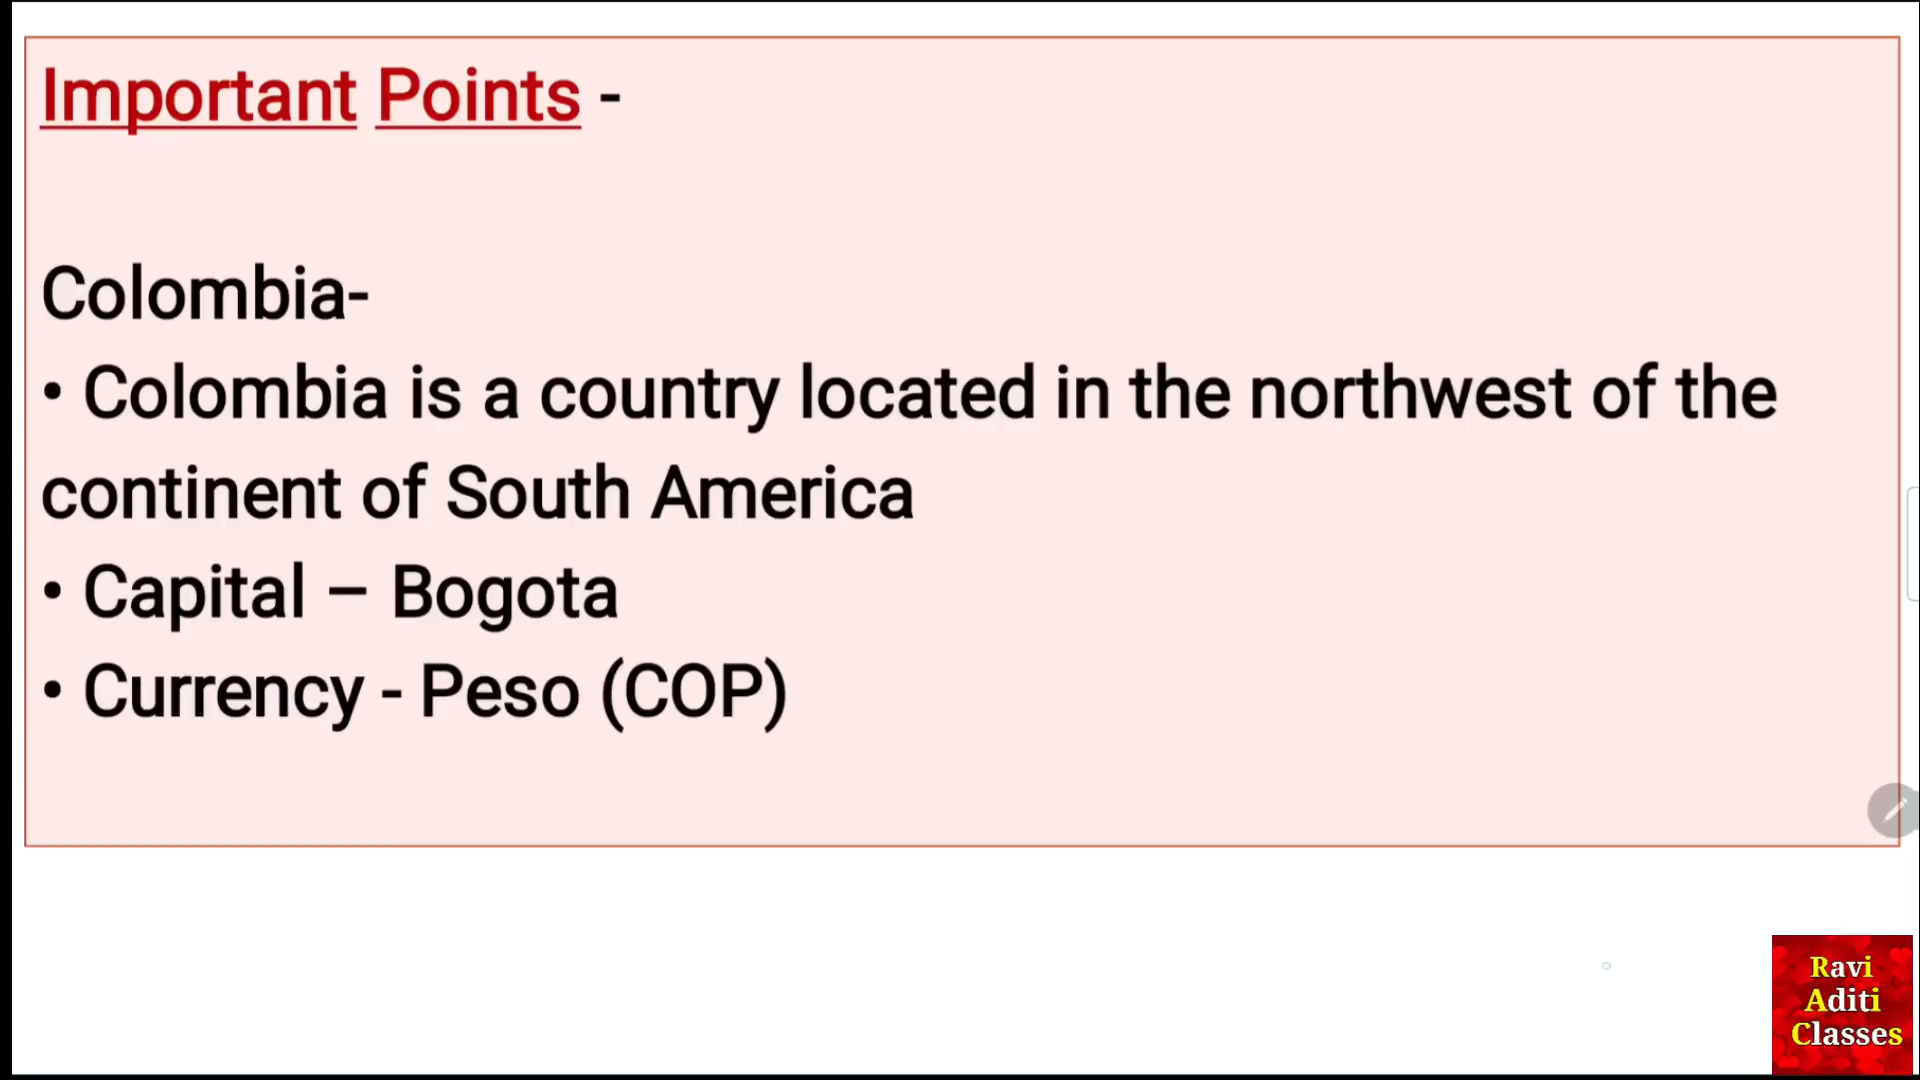 Important Points -
Colombia-
• Colombia is a country located in the northwest of the
continent of South America
• Capital – Bogota
• Currency - Peso (COP)
Ravi
Aditi
Classes